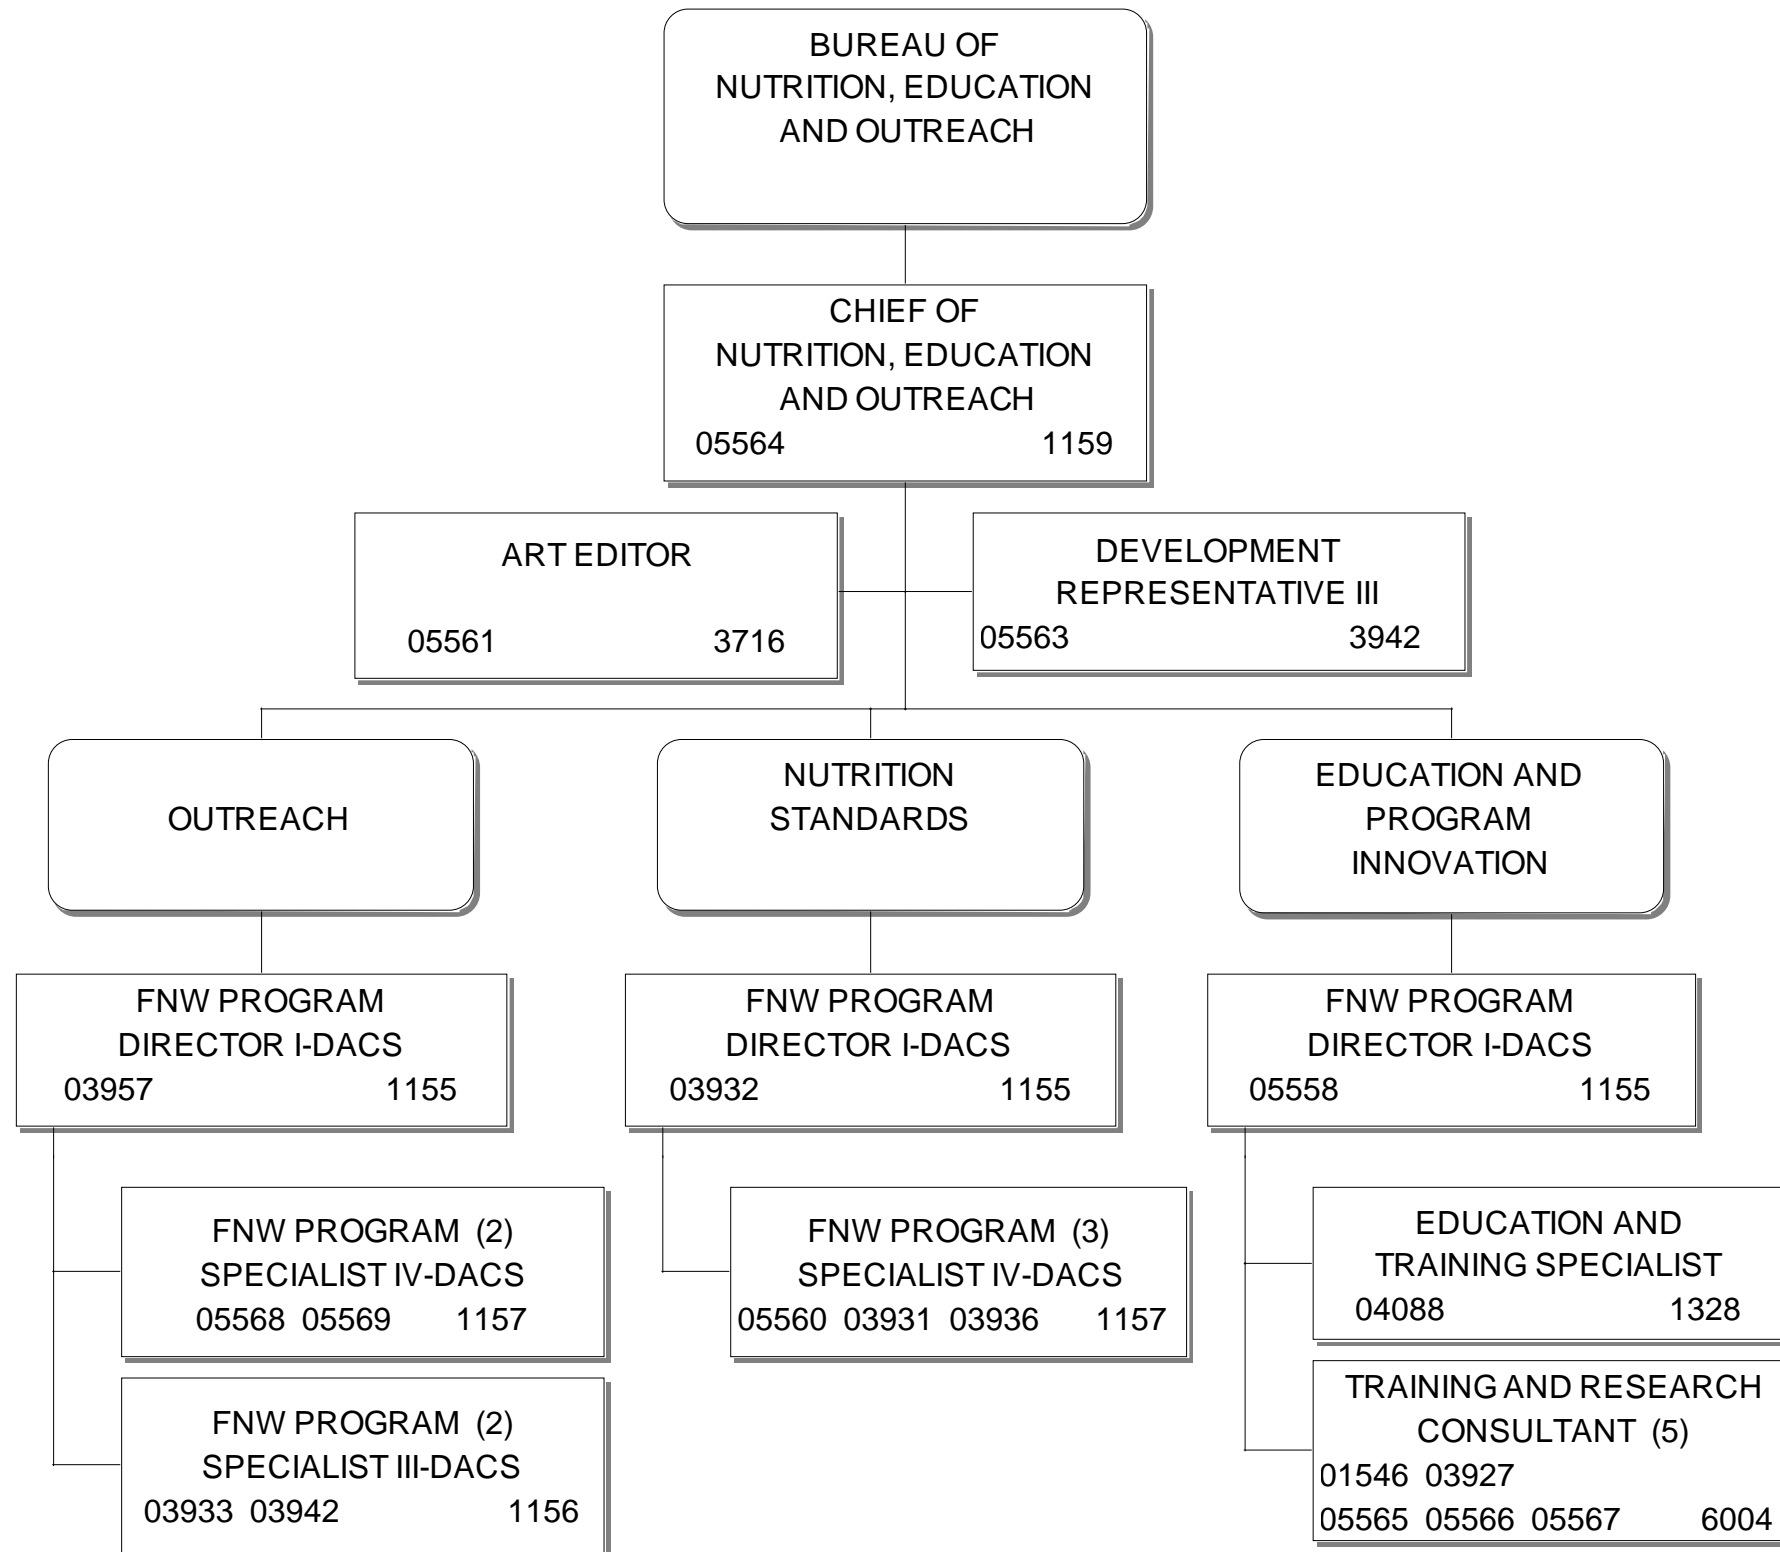 BUREAU OF
NUTRITION, EDUCATION
AND OUTREACH
CHIEF OF
NUTRITION, EDUCATION
AND OUTREACH
05564 1159
ART EDITOR
05561 3716
DEVELOPMENT
REPRESENTATIVE III
05563 3942
OUTREACH
NUTRITION
STANDARDS
EDUCATION AND
PROGRAM
INNOVATION
FNW PROGRAM
DIRECTOR I-DACS
03957 1155
FNW PROGRAM
DIRECTOR I-DACS
03932 1155
FNW PROGRAM
DIRECTOR I-DACS
05558 1155
FNW PROGRAM (2)
SPECIALIST IV-DACS
05568 05569 1157
FNW PROGRAM (3)
SPECIALIST IV-DACS
05560 03931 03936 1157
EDUCATION AND
TRAINING SPECIALIST
04088 1328
FNW PROGRAM (2)
SPECIALIST III-DACS
03933 03942 1156
TRAINING AND RESEARCH
CONSULTANT (5)
01546 03927
05565 05566 05567 6004